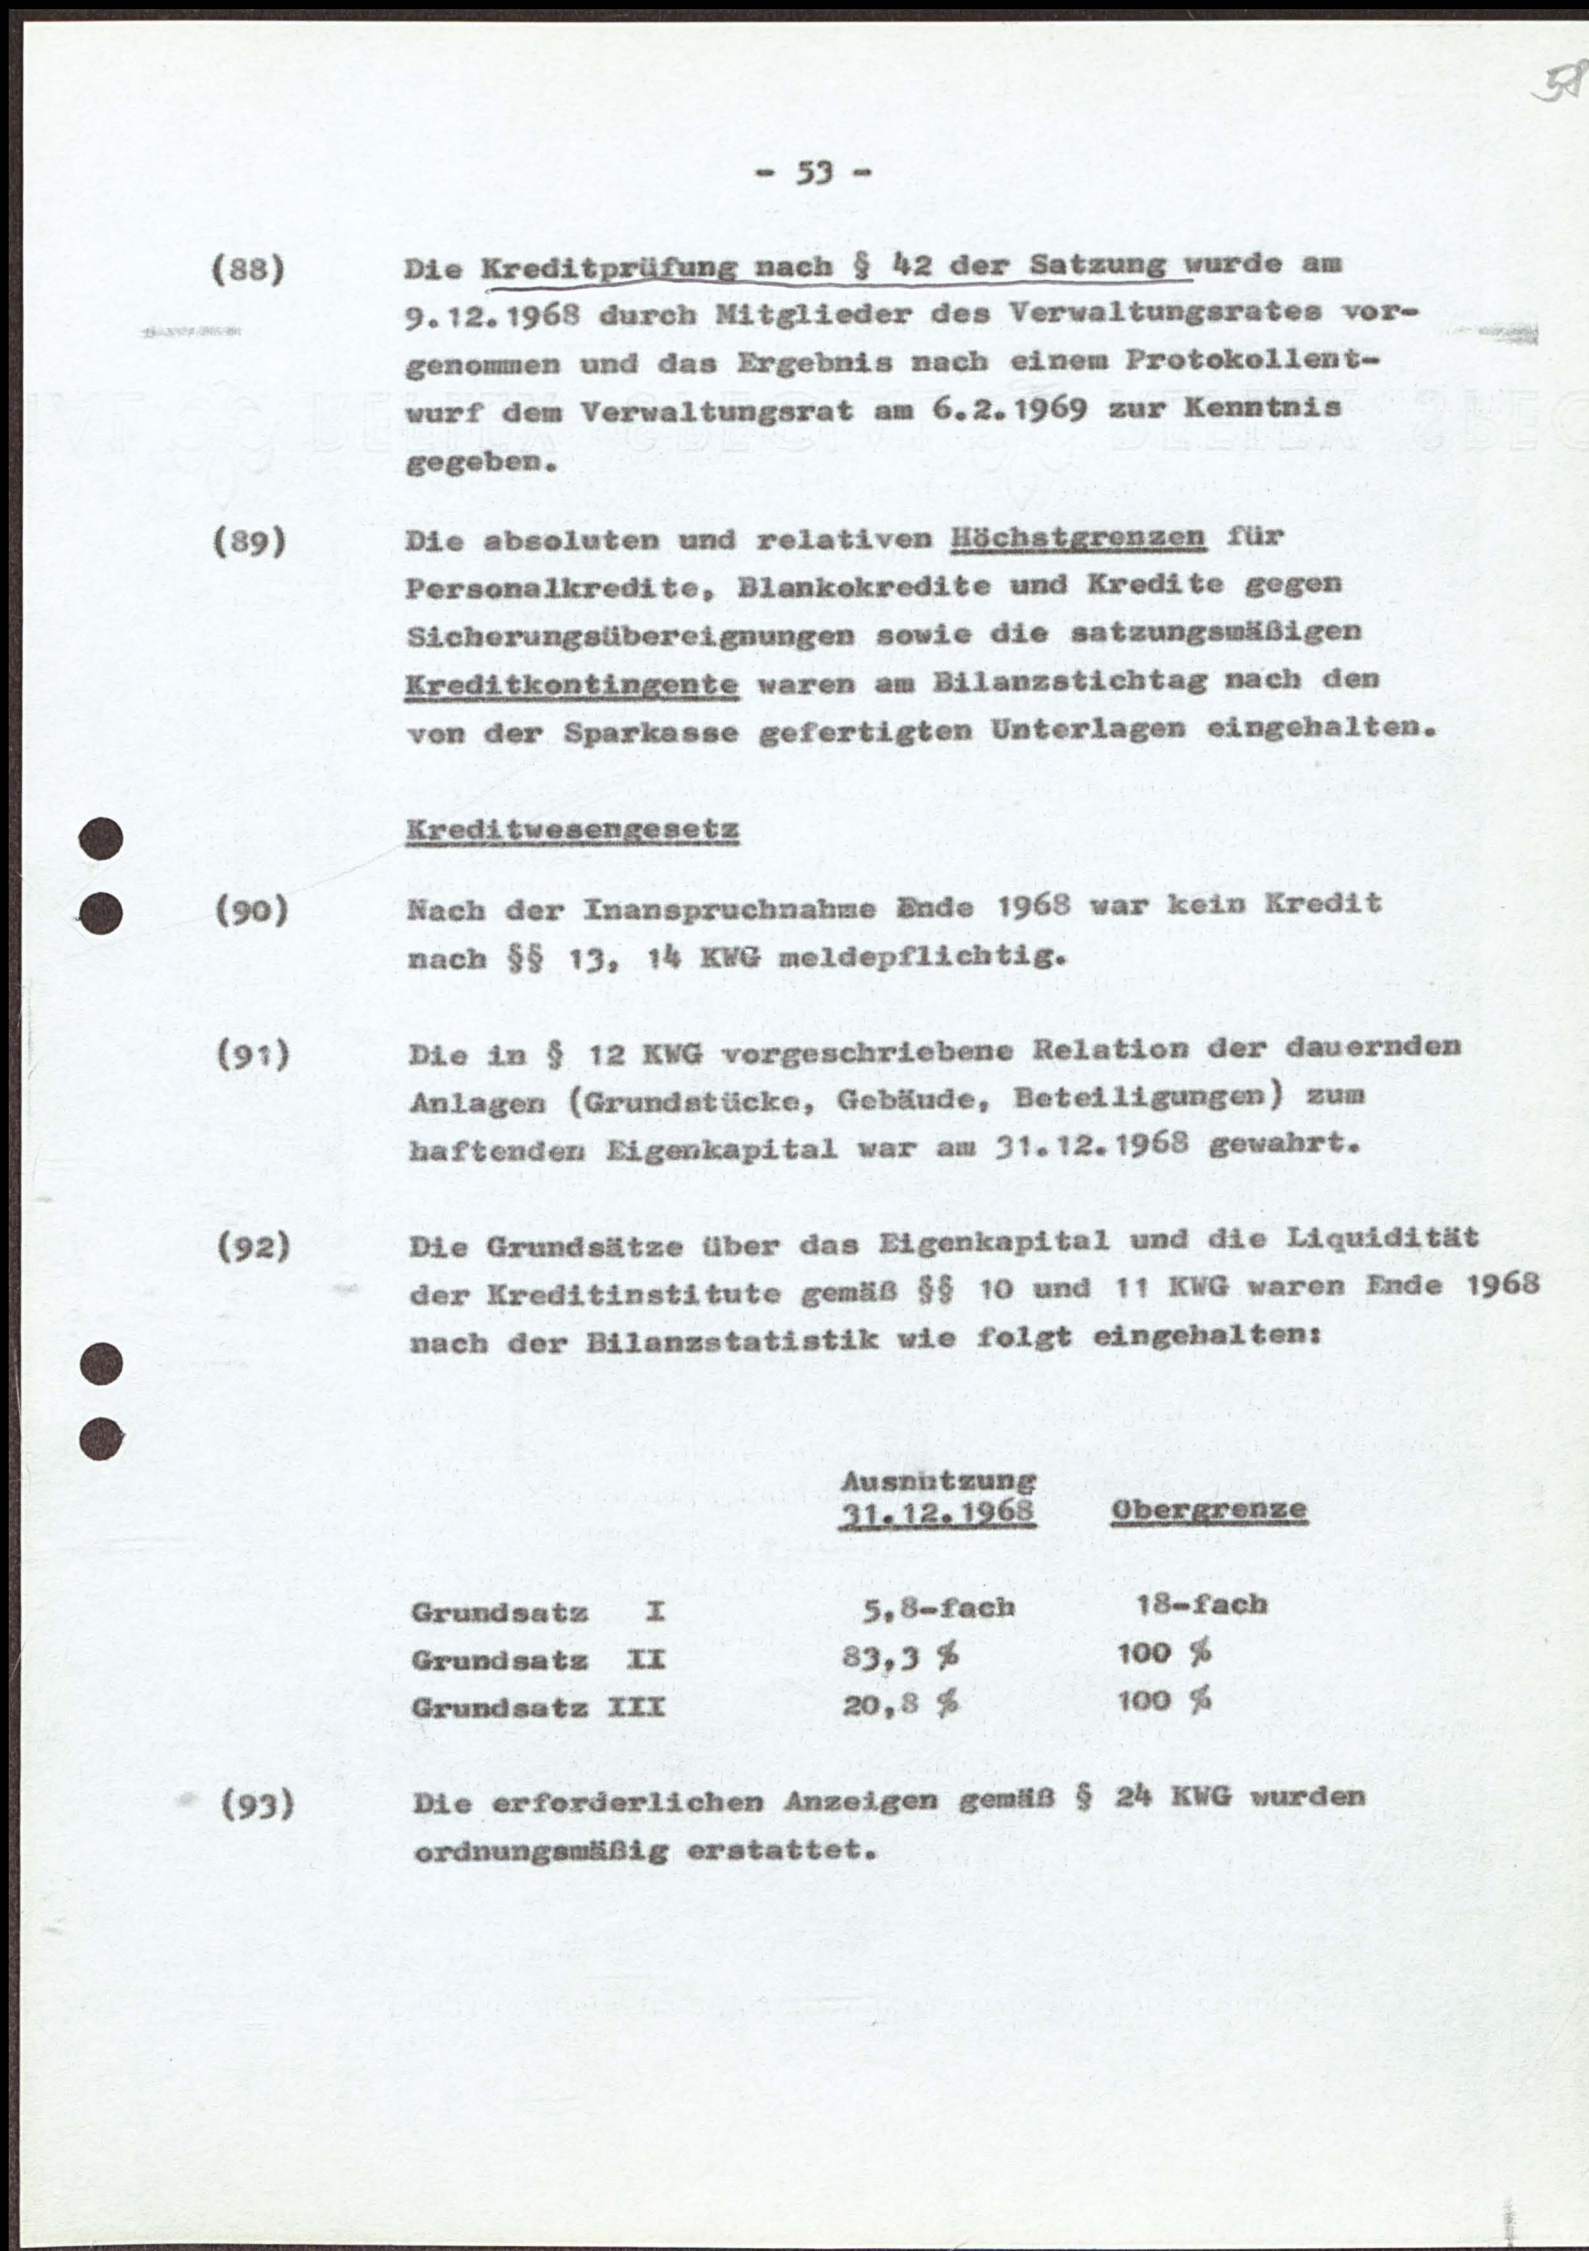 58
- 53 -
(88) Die Kreditprüfung nach § 42 der Satzung wurde am
9.12.1968 durch Mitglieder des Verwaltungsrates vor-
genommen und das Ergebnis nach einem Protokollent-
wurf dem Verwaltungsrat am 6.2.1969 zur Kenntnis
gegeben.
(89) Die absoluten und relativen Höchstgrenzen für
Personalkredite, Blankokredite und Kredite gegen
Sicherungsübereignungen sowie die satzungsmäßigen
Kreditkontingente waren am Bilanzstichtag nach den
von der Sparkasse gefertigten Unterlagen eingehalten.
Kreditwesengesetz
(90) Nach der Inanspruchnahme Ende 1968 war kein Kredit
nach §§ 13, 14 KWG meldepflichtig.
(91) Die in § 12 KWG vorgeschriebene Relation der dauernden
Anlagen (Grundstücke, Gebäude, Beteiligungen) zum
haftenden Eigenkapital war am 31.12.1968 gewahrt.
(92) Die Grundsätze über das Eigenkapital und die Liquidität
der Kreditinstitute gemäß §§ 10 und 11 KWG waren Ende 1968
nach der Bilanzstatistik wie folgt eingehalten:
Ausnutzung
31.12.1968 Obergrenze
Grundsatz I 5,8-fach 18-fach
Grundsatz II 83,3 % 100 %
Grundsatz III 20,8 % 100 %
(93) Die erforderlichen Anzeigen gemäß § 24 KWG wurden
ordnungsmäßig erstattet.